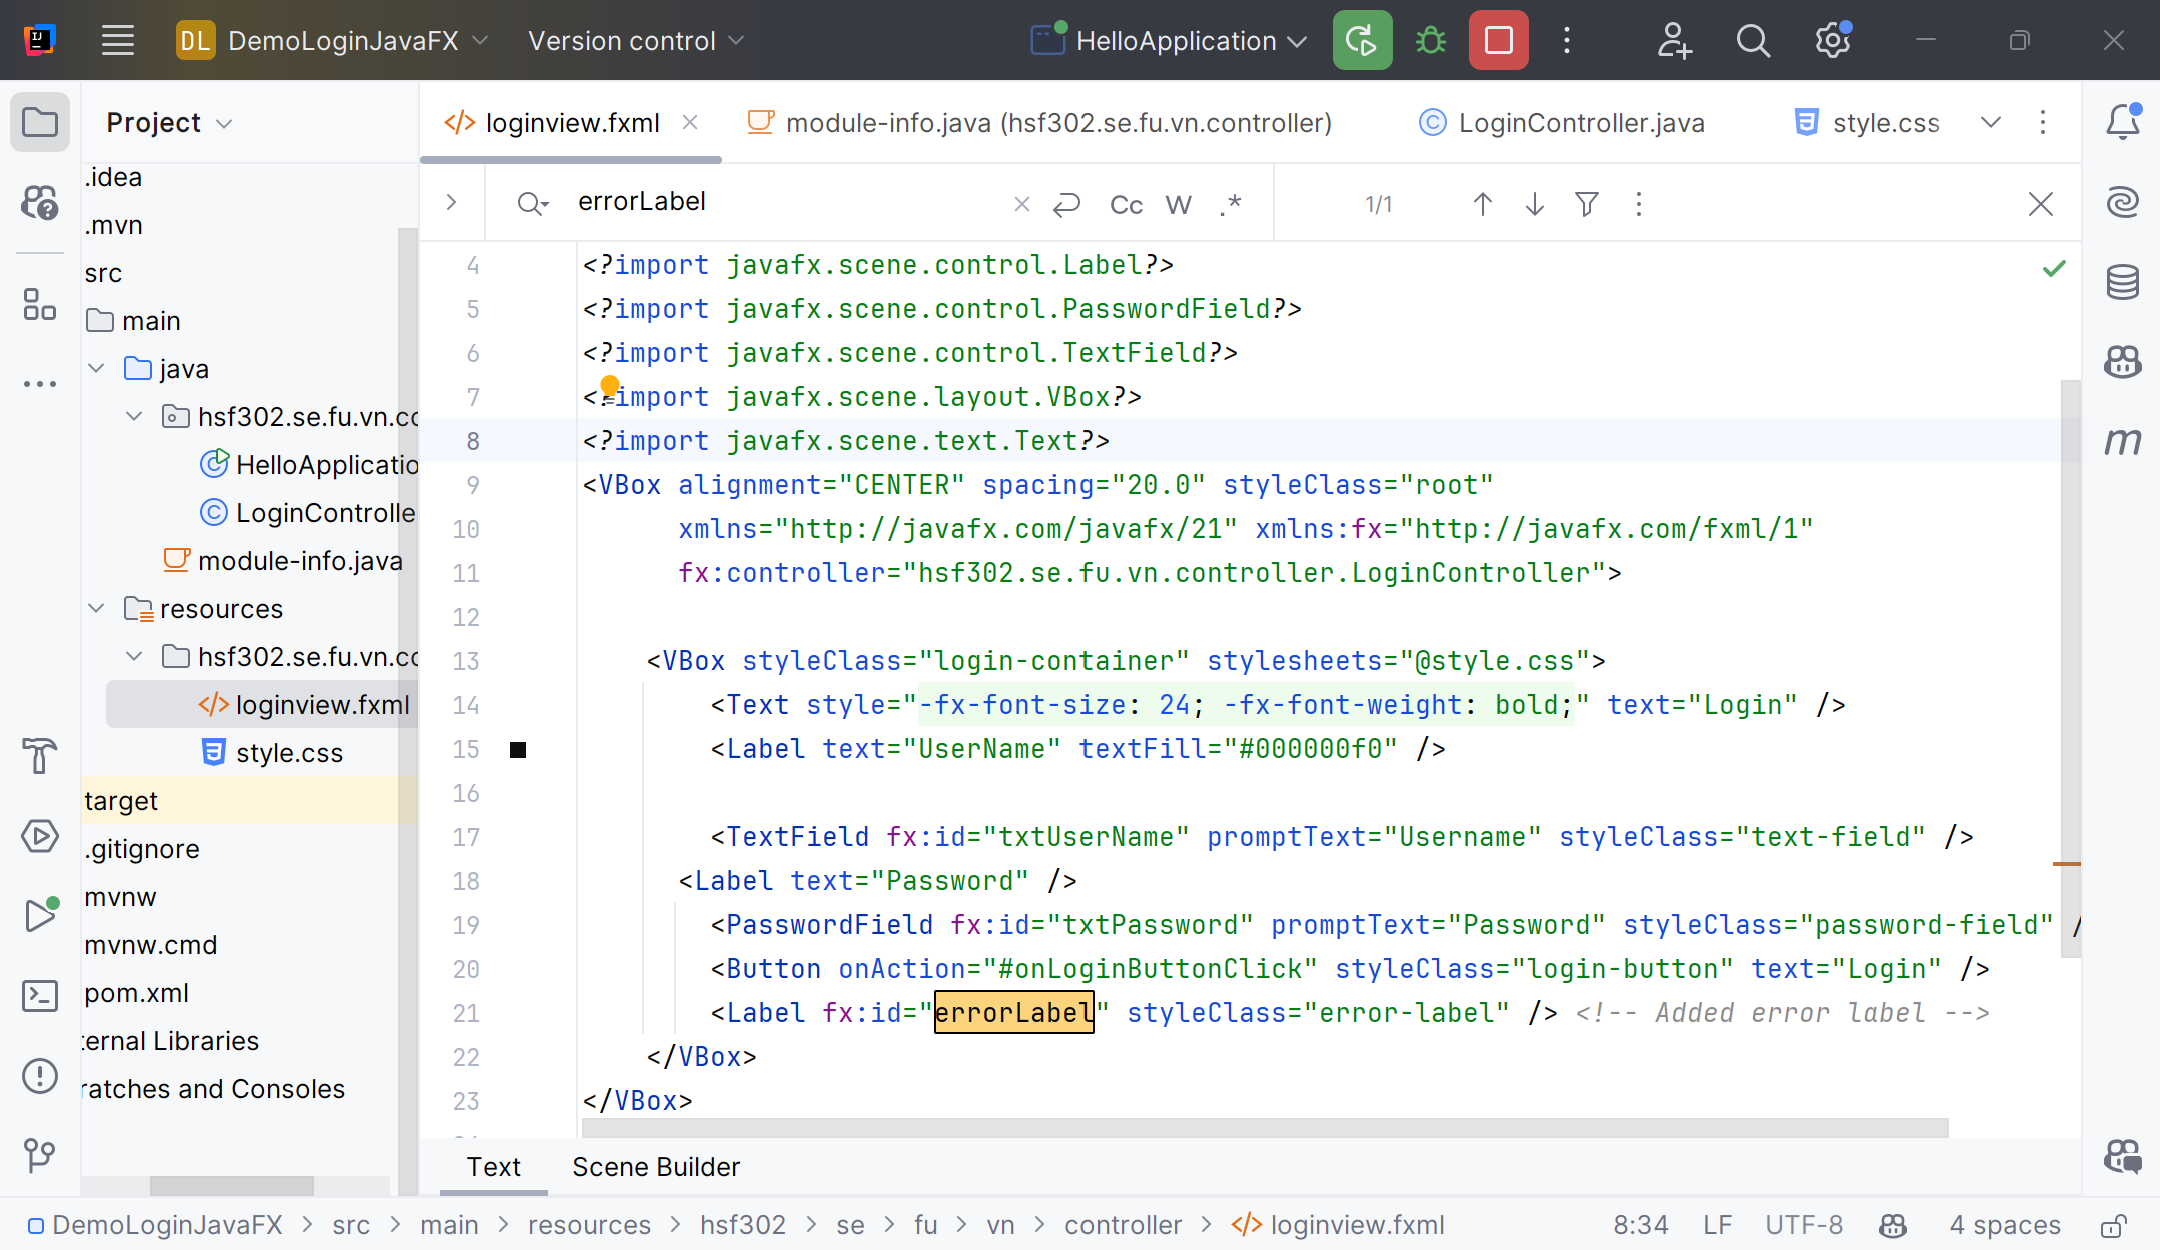 DL DemoLoginJavaFX Version control HelloApplication
Project
loginview.fxml module-info.java (hsf302.se.fu.vn.controller) LoginController.java style.css
errorLabel Cc W .* 1/1
.idea
.mvn
src
main
java
hsf302.se.fu.vn.co
HelloApplicatio
LoginControlle
module-info.java
resources
hsf302.se.fu.vn.co
loginview.fxml
style.css
target
.gitignore
mvnw
mvnw.cmd
pom.xml
ternal Libraries
ratches and Consoles
4 <?import javafx.scene.control.Label?>
5 <?import javafx.scene.control.PasswordField?>
6 <?import javafx.scene.control.TextField?>
7 <?import javafx.scene.layout.VBox?>
8 <?import javafx.scene.text.Text?>
9 <VBox alignment="CENTER" spacing="20.0" styleClass="root"
10 xmlns="http://javafx.com/javafx/21" xmlns:fx="http://javafx.com/fxml/1"
11 fx:controller="hsf302.se.fu.vn.controller.LoginController">
12
13 <VBox styleClass="login-container" stylesheets="@style.css">
14 <Text style="-fx-font-size: 24; -fx-font-weight: bold;" text="Login" />
15 <Label text="UserName" textFill="#000000f0" />
16
17 <TextField fx:id="txtUserName" promptText="Username" styleClass="text-field" />
18 <Label text="Password" />
19 <PasswordField fx:id="txtPassword" promptText="Password" styleClass="password-field" /
20 <Button onAction="#onLoginButtonClick" styleClass="login-button" text="Login" />
21 <Label fx:id="errorLabel" styleClass="error-label" /> <!-- Added error label -->
22 </VBox>
23 </VBox>
Text Scene Builder
DemoLoginJavaFX > src > main > resources > hsf302 > se > fu > vn > controller > loginview.fxml 8:34 LF UTF-8 4 spaces